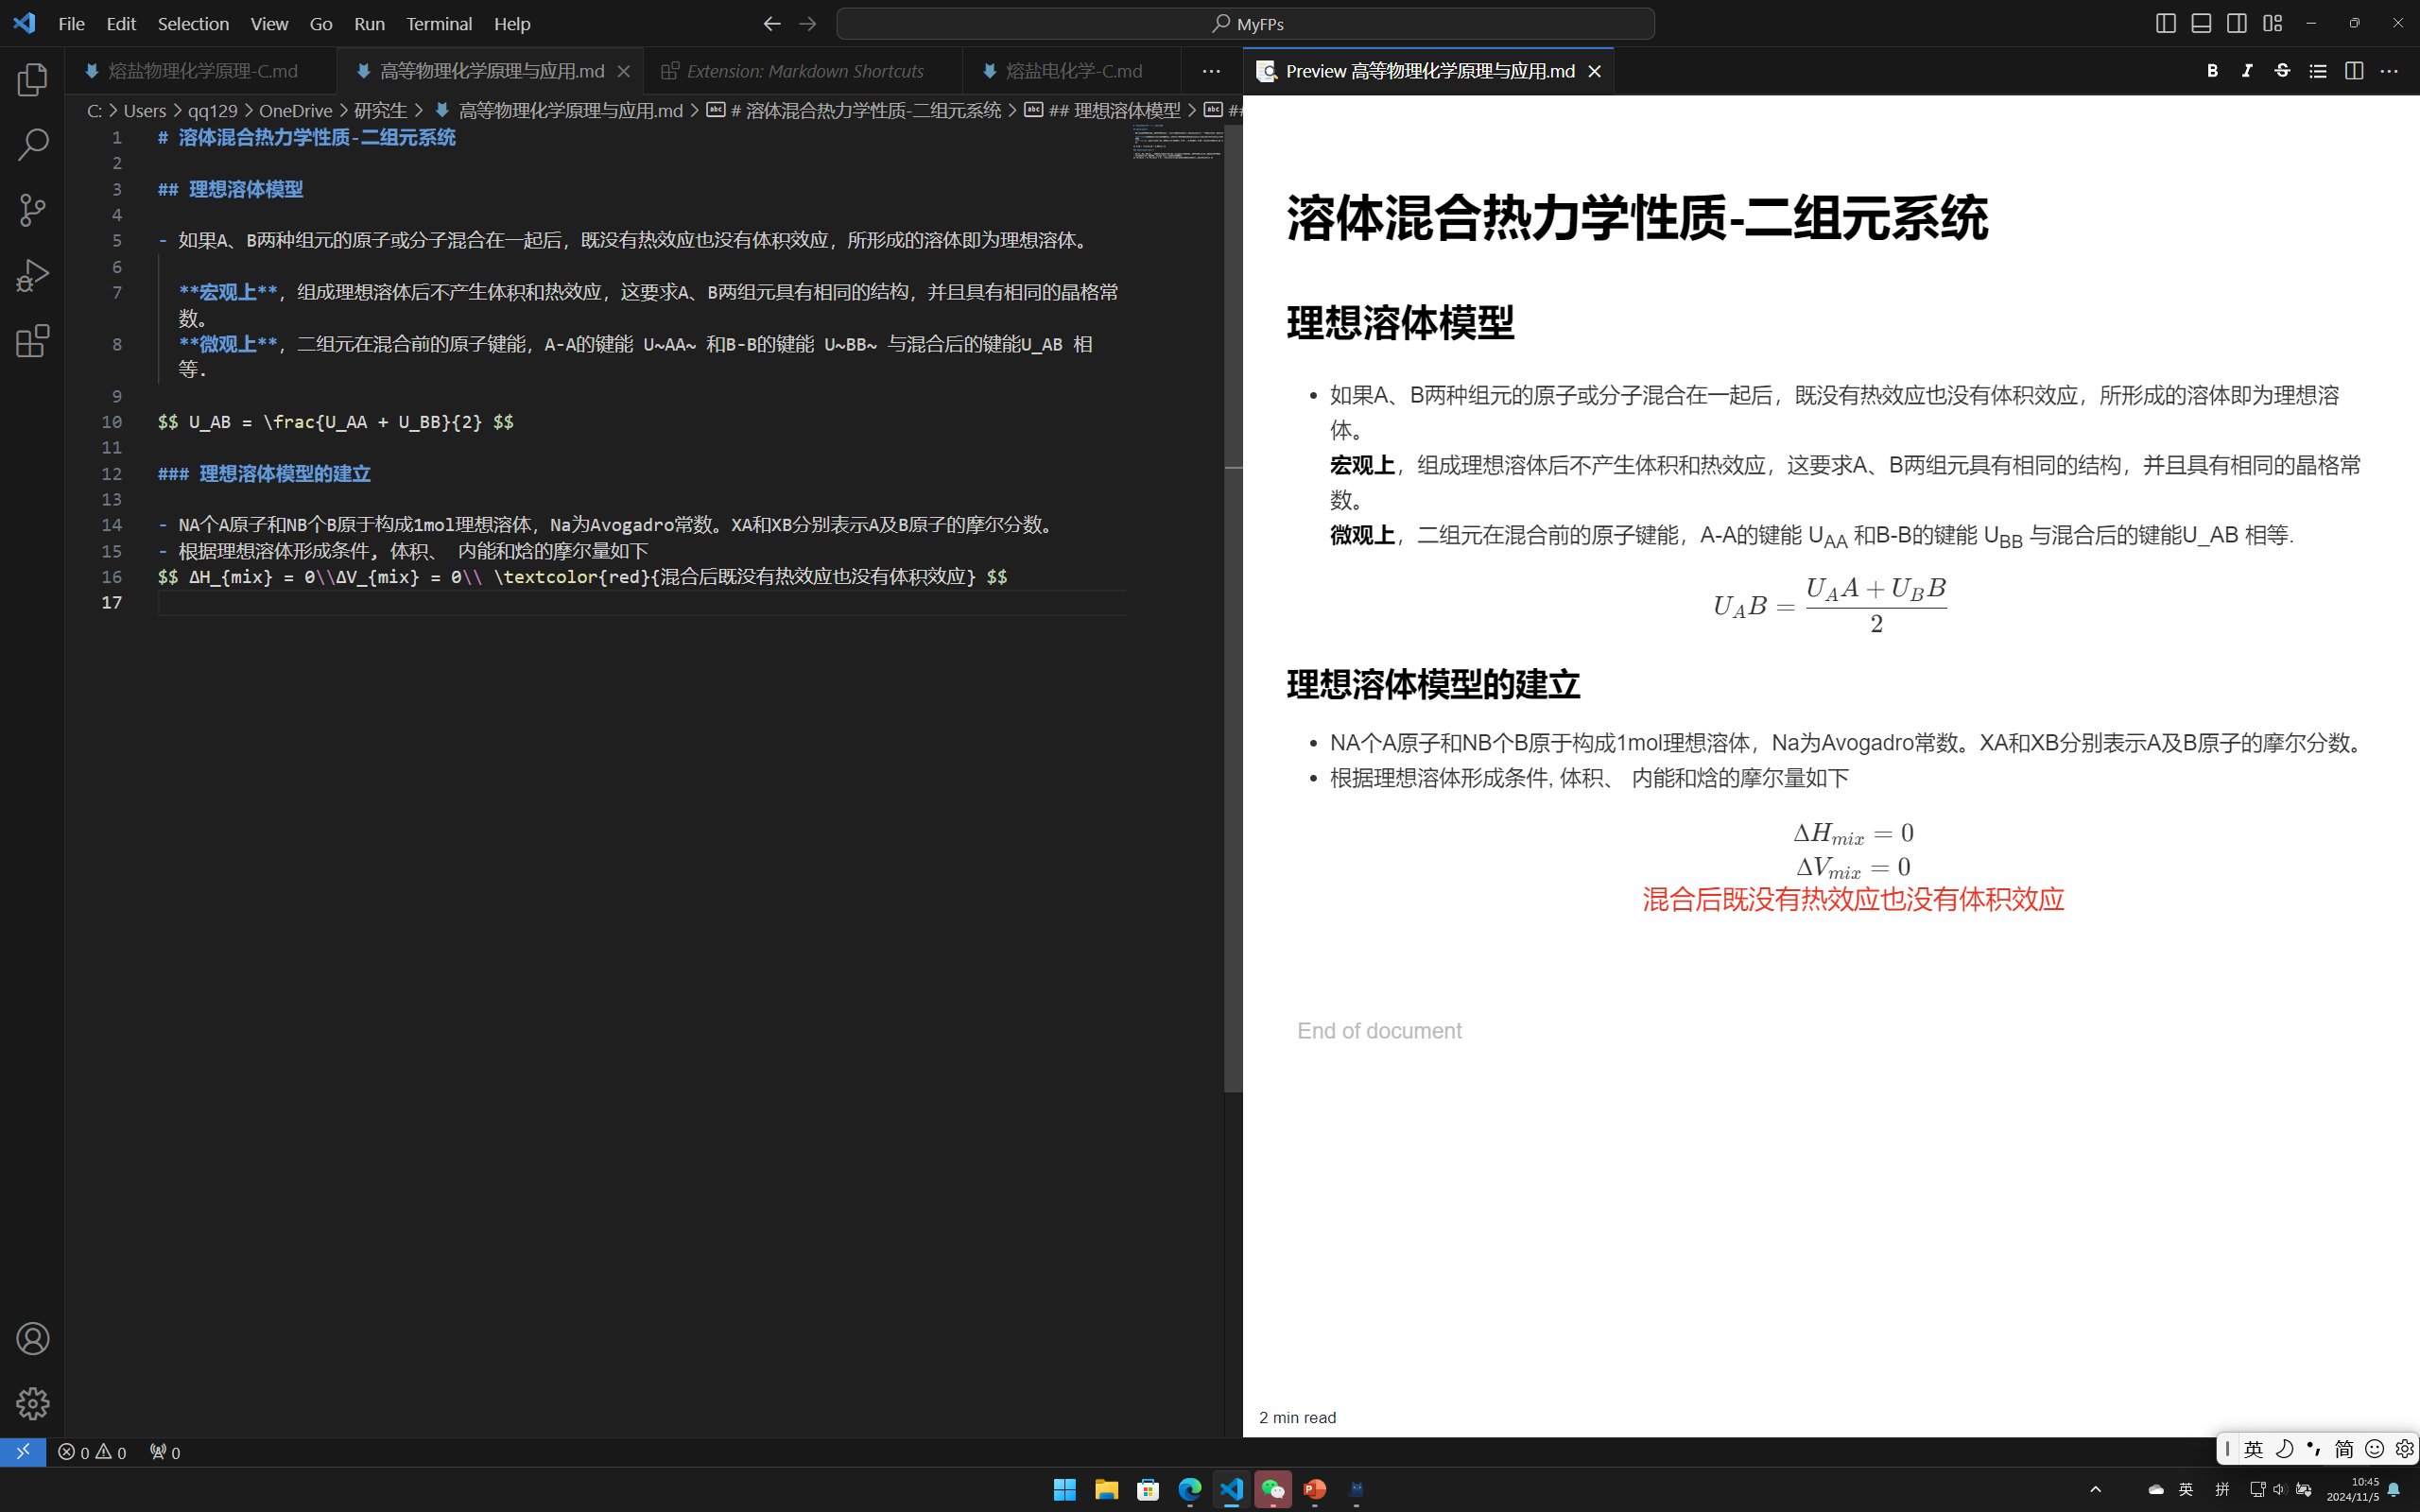 File Edit Selection View Go Run Terminal Help
MyFPs
熔盐物理化学原理-C.md
高等物理化学原理与应用.md
Extension: Markdown Shortcuts
熔盐电化学-C.md
Preview 高等物理化学原理与应用.md
C: > Users > qq129 > OneDrive > 研究生 > 高等物理化学原理与应用.md > # 溶体混合热力学性质-二组元系统 > ## 理想溶体模型 > ##
1 # 溶体混合热力学性质-二组元系统
2
3 ## 理想溶体模型
4
5 - 如果A、B两种组元的原子或分子混合在一起后，既没有热效应也没有体积效应，所形成的溶体即为理想溶体。
6
7 **宏观上**，组成理想溶体后不产生体积和热效应，这要求A、B两组元具有相同的结构，并且具有相同的晶格常
数。
8 **微观上**，二组元在混合前的原子键能，A-A的键能 U~AA~ 和B-B的键能 U~BB~ 与混合后的键能U_AB 相
等.
9
10 $$ U_AB = \frac{U_AA + U_BB}{2} $$
11
12 ### 理想溶体模型的建立
13
14 - NA个A原子和NB个B原于构成1mol理想溶体，Na为Avogadro常数。XA和XB分别表示A及B原子的摩尔分数。
15 - 根据理想溶体形成条件, 体积、 内能和焓的摩尔量如下
16 $$ ΔH_{mix} = 0\\ΔV_{mix} = 0\\ \textcolor{red}{混合后既没有热效应也没有体积效应} $$
17
溶体混合热力学性质-二组元系统
理想溶体模型
• 如果A、B两种组元的原子或分子混合在一起后，既没有热效应也没有体积效应，所形成的溶体即为理想溶
体。
宏观上，组成理想溶体后不产生体积和热效应，这要求A、B两组元具有相同的结构，并且具有相同的晶格常
数。
微观上，二组元在混合前的原子键能，A-A的键能 U_AA 和B-B的键能 U_BB 与混合后的键能U_AB 相等.
U_A B = \frac{U_A A + U_B B}{2}
理想溶体模型的建立
• NA个A原子和NB个B原于构成1mol理想溶体，Na为Avogadro常数。XA和XB分别表示A及B原子的摩尔分数。
• 根据理想溶体形成条件, 体积、 内能和焓的摩尔量如下
ΔH_{mix} = 0
ΔV_{mix} = 0
混合后既没有热效应也没有体积效应
End of document
2 min read
0 0 0
英 简
英 拼
10:45
2024/11/5